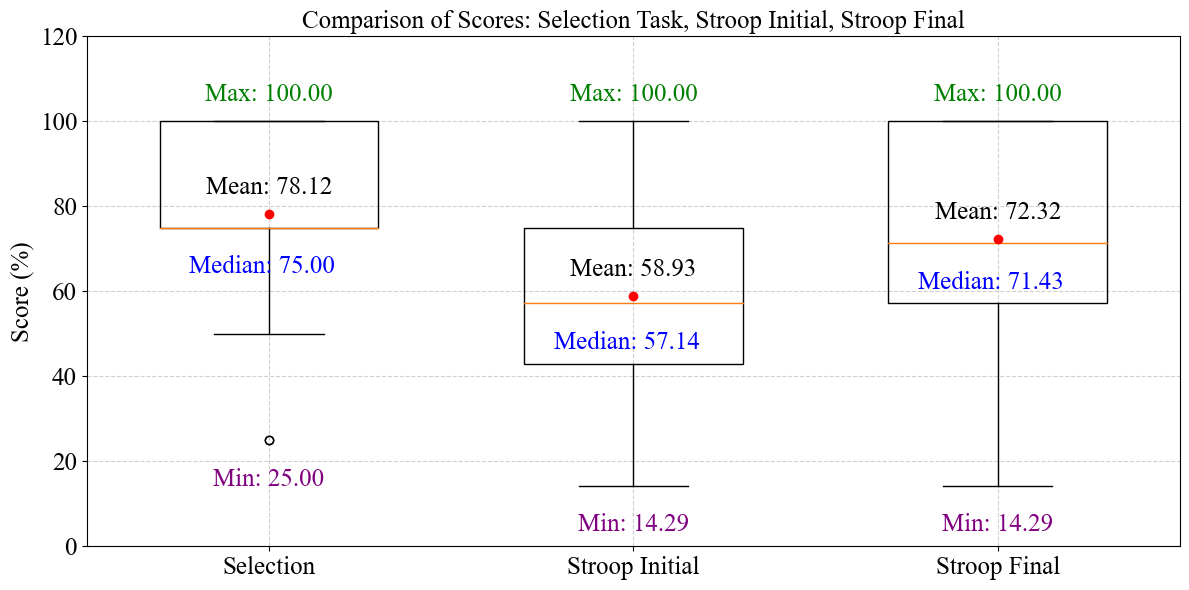 Comparison of Scores: Selection Task, Stroop Initial, Stroop Final
Score (%)
120
100
80
60
40
20
0
Max: 100.00
Mean: 78.12
Median: 75.00
Min: 25.00
Max: 100.00
Mean: 58.93
Median: 57.14
Min: 14.29
Max: 100.00
Mean: 72.32
Median: 71.43
Min: 14.29
Selection
Stroop Initial
Stroop Final